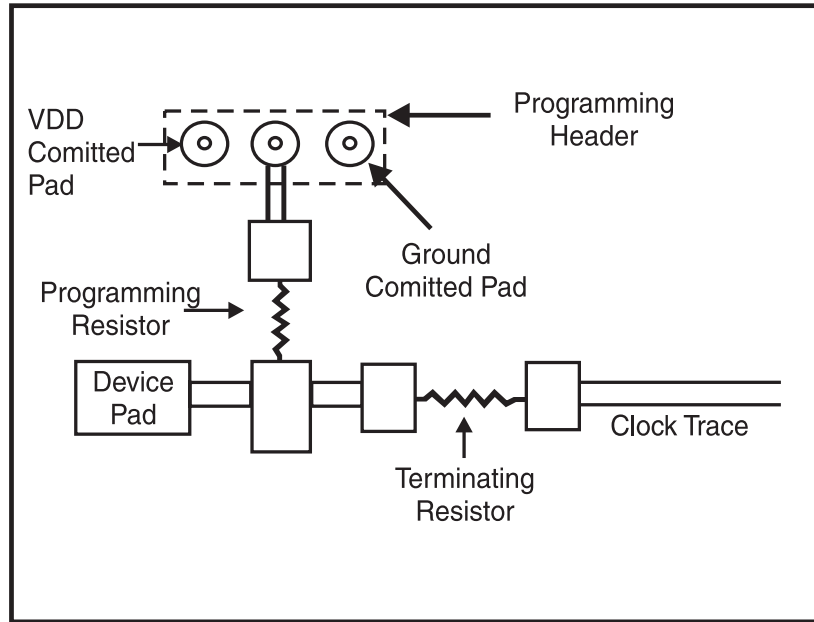 VDD
Comitted
Pad
Programming
Header
Ground
Comitted Pad
Programming
Resistor
Device
Pad
Clock Trace
Terminating
Resistor